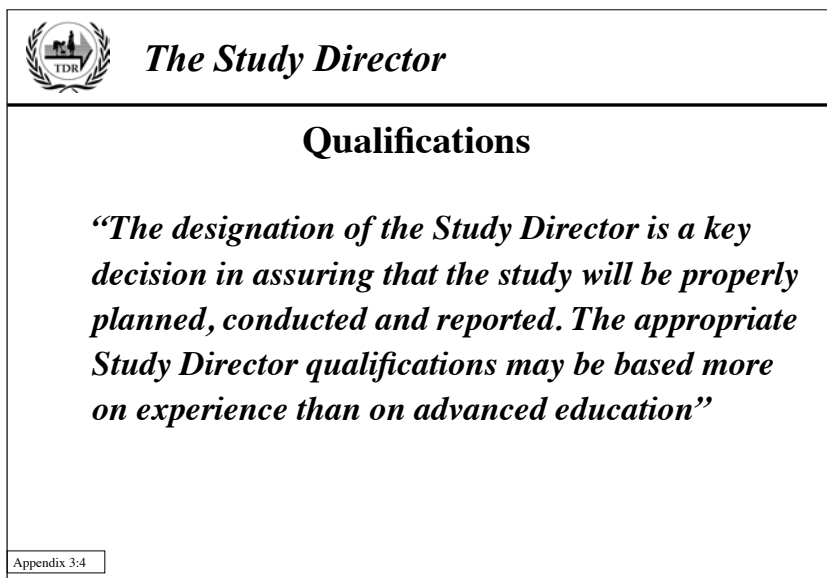 TDR
The Study Director
Qualifications
“The designation of the Study Director is a key
decision in assuring that the study will be properly
planned, conducted and reported. The appropriate
Study Director qualifications may be based more
on experience than on advanced education”
Appendix 3:4